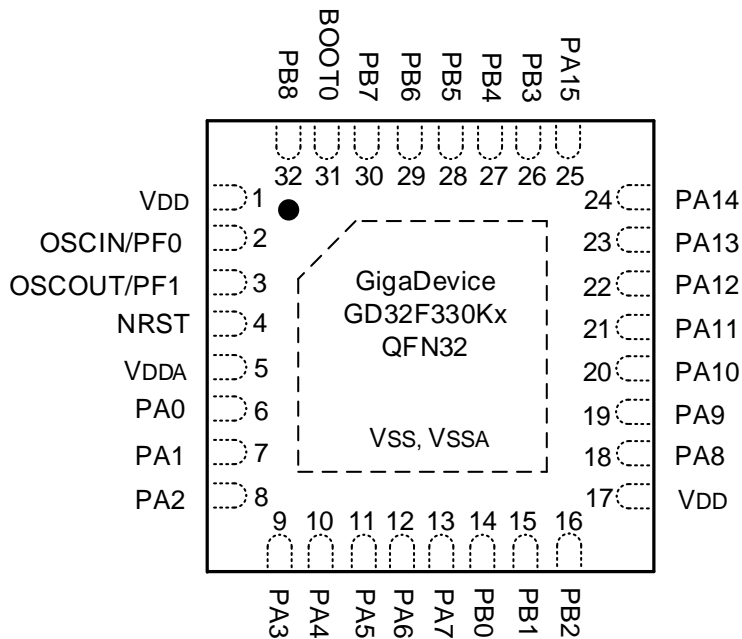 PB8
BOOT0
PB7
PB6
PB5
PB4
PB3
PA15
32
31
30
29
28
27
26
25
VDD
1
24
PA14
OSCIN/PF0
2
23
PA13
OSCOUT/PF1
3
GigaDevice
22
PA12
NRST
4
GD32F330Kx
21
PA11
QFN32
VDDA
5
20
PA10
PA0
6
19
PA9
PA1
7
VSS, VSSA
18
PA8
PA2
8
17
VDD
9
10
11
12
13
14
15
16
PA3
PA4
PA5
PA6
PA7
PB0
PB1
PB2